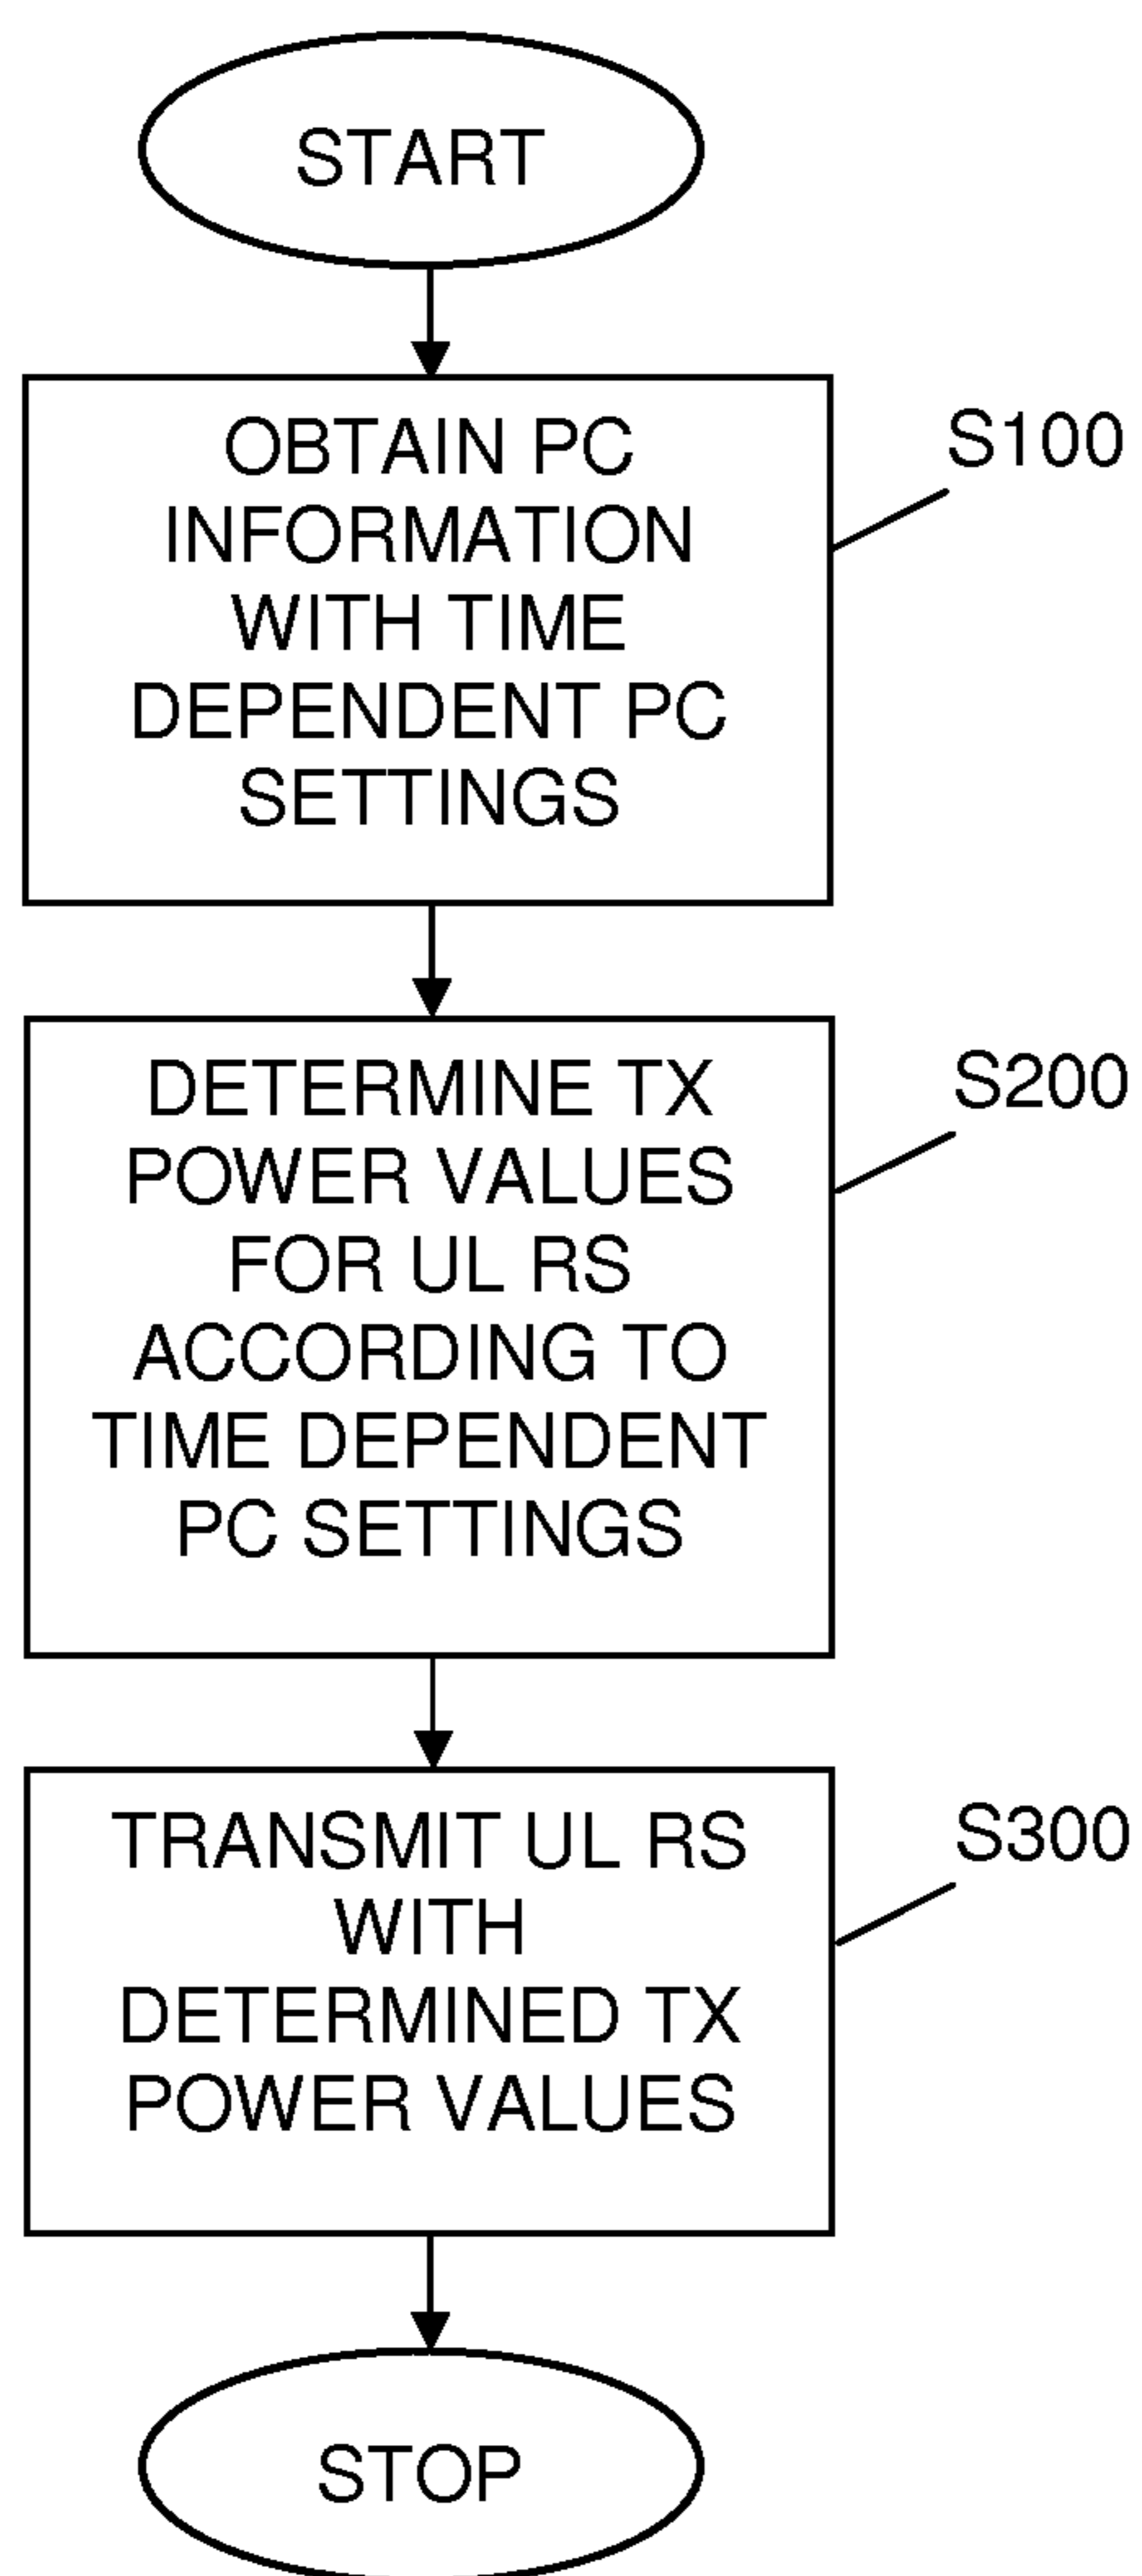 START
OBTAIN PC
INFORMATION
WITH TIME
DEPENDENT PC
SETTINGS
S100
DETERMINE TX
POWER VALUES
FOR UL RS
ACCORDING TO
TIME DEPENDENT
PC SETTINGS
S200
TRANSMIT UL RS
WITH
DETERMINED TX
POWER VALUES
S300
STOP